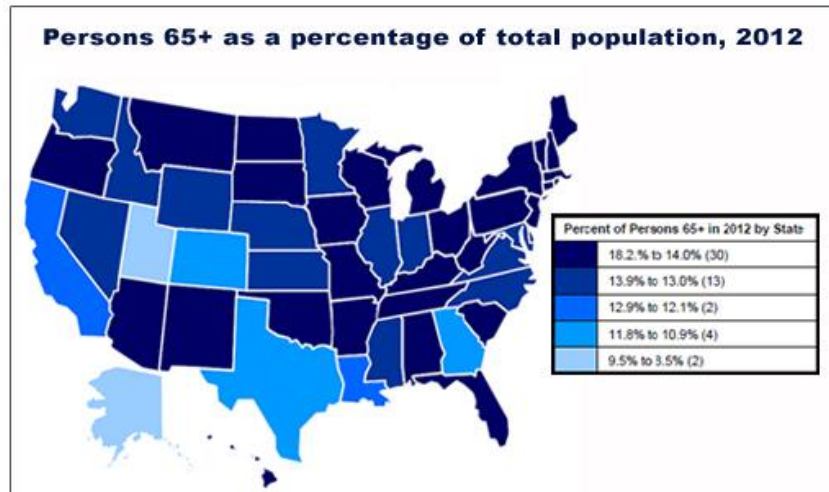 Persons 65+ as a percentage of total population, 2012
Percent of Persons 65+ in 2012 by State
18.2.% to 14.0% (30)
13.9% to 13.0% (13)
12.9% to 12.1% (2)
11.8% to 10.9% (4)
9.5% to 8.5% (2)